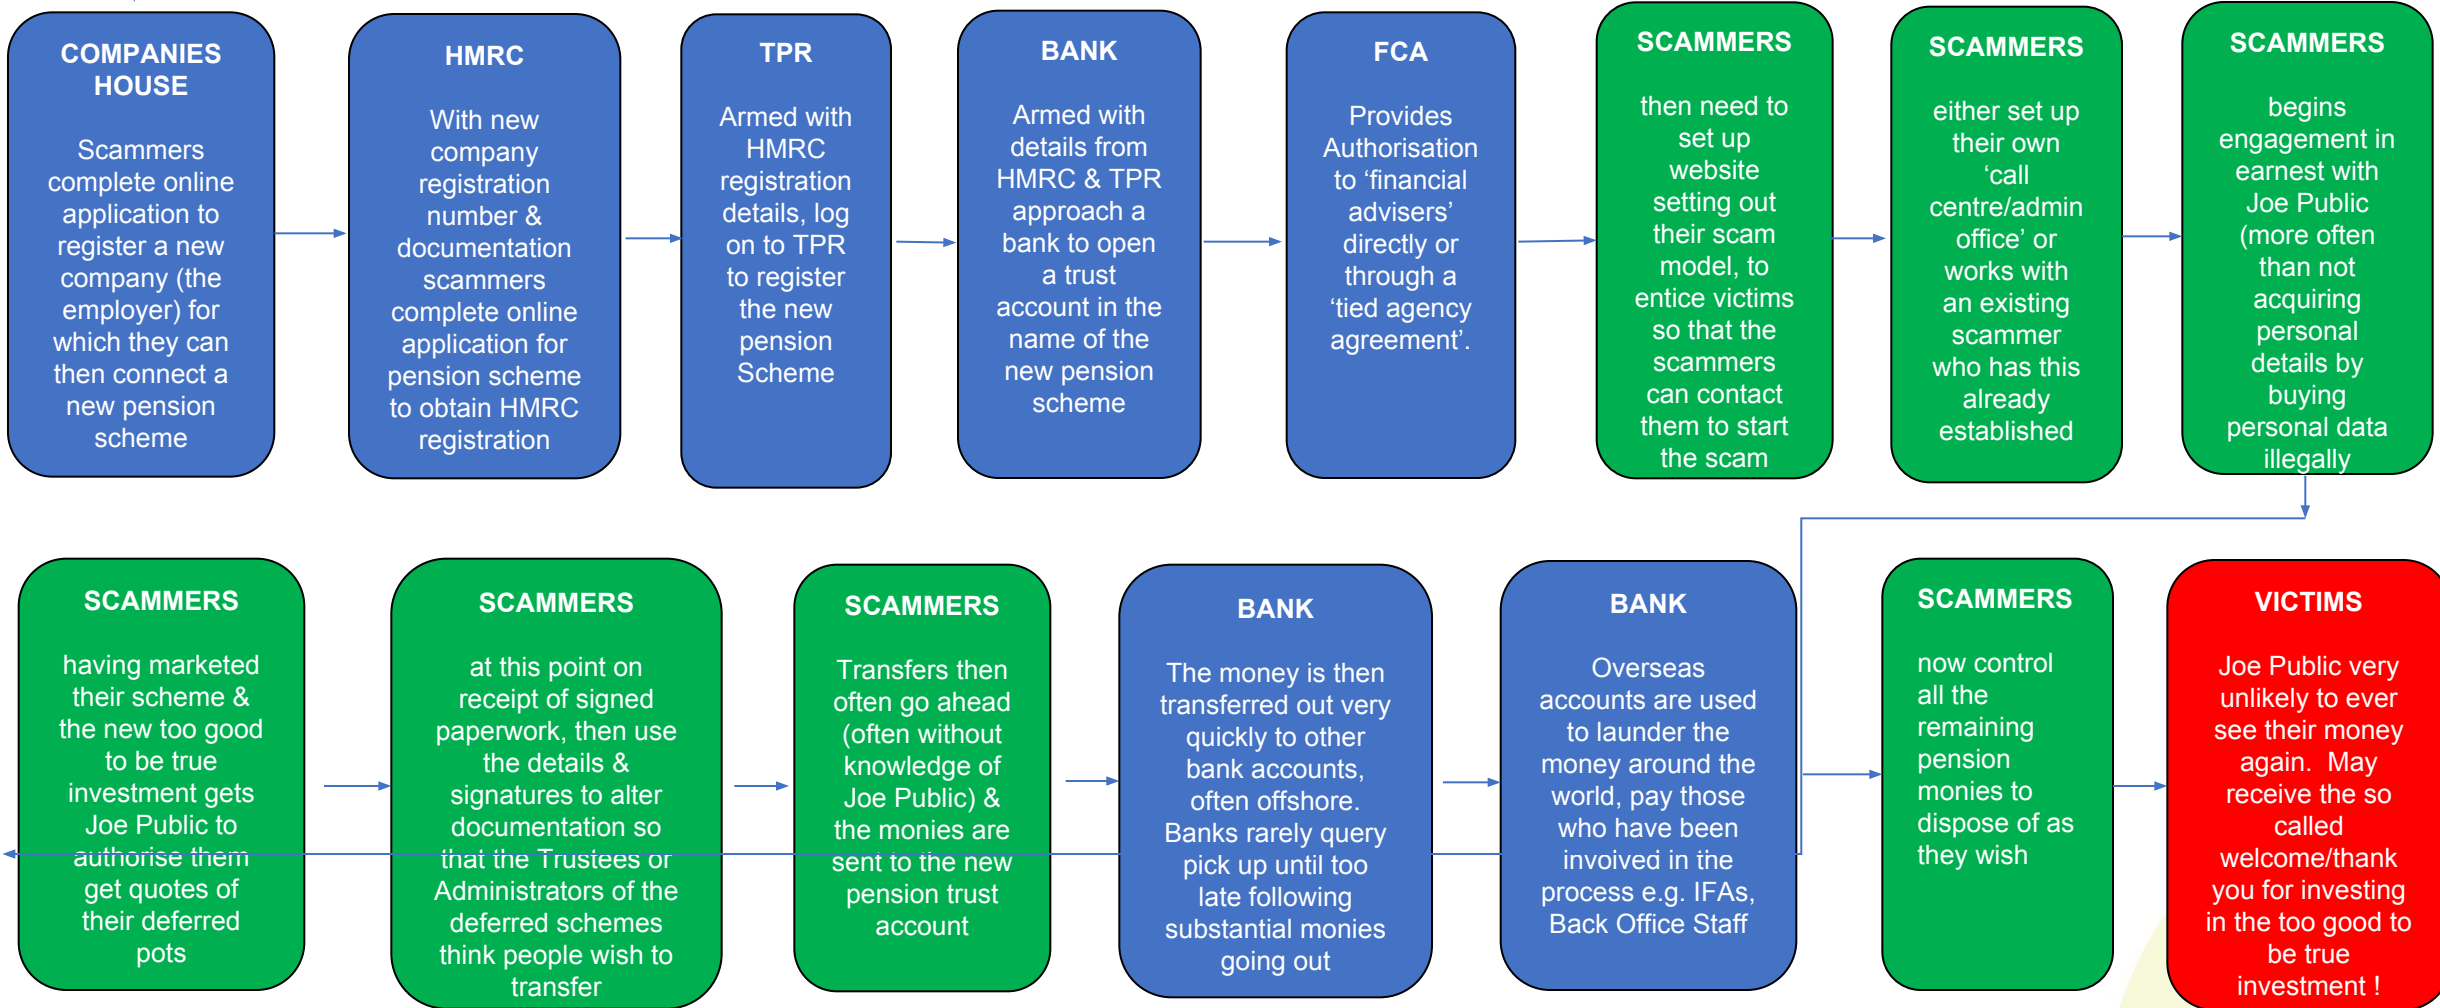 COMPANIES
HOUSE
Scammers
complete online
application to
register a new
company (the
employer) for
which they can
then connect a
new pension
scheme
HMRC
With new
company
registration
number &
documentation
scammers
complete online
application for
pension scheme
to obtain HMRC
registration
TPR
Armed with
HMRC
registration
details, log
on to TPR
to register
the new
pension
Scheme
BANK
Armed with
details from
HMRC & TPR
approach a
bank to open
a trust
account in the
name of the
new pension
scheme
FCA
Provides
Authorisation
to ‘financial
advisers’
directly or
through a
‘tied agency
agreement’.
SCAMMERS
then need to
set up
website
setting out
their scam
model, to
entice victims
so that the
scammers
can contact
them to start
the scam
SCAMMERS
either set up
their own
‘call
centre/admin
office’ or
works with
an existing
scammer
who has this
already
established
SCAMMERS
begins
engagement in
earnest with
Joe Public
(more often
than not
acquiring
personal
details by
buying
personal data
illegally
SCAMMERS
having marketed
their scheme &
the new too good
to be true
investment gets
Joe Public to
authorise them
get quotes of
their deferred
pots
SCAMMERS
at this point on
receipt of signed
paperwork, then use
the details &
signatures to alter
documentation so
that the Trustees or
Administrators of the
deferred schemes
think people wish to
transfer
SCAMMERS
Transfers then
often go ahead
(often without
knowledge of
Joe Public) &
the monies are
sent to the new
pension trust
account
BANK
The money is then
transferred out very
quickly to other
bank accounts,
often offshore.
Banks rarely query
pick up until too
late following
substantial monies
going out
BANK
Overseas
accounts are used
to launder the
money around the
world, pay those
who have been
invoived in the
process e.g. IFAs,
Back Office Staff
SCAMMERS
now control
all the
remaining
pension
monies to
dispose of as
they wish
VICTIMS
Joe Public very
unlikely to ever
see their money
again.  May
receive the so
called
welcome/thank
you for investing
in the too good to
be true
investment !